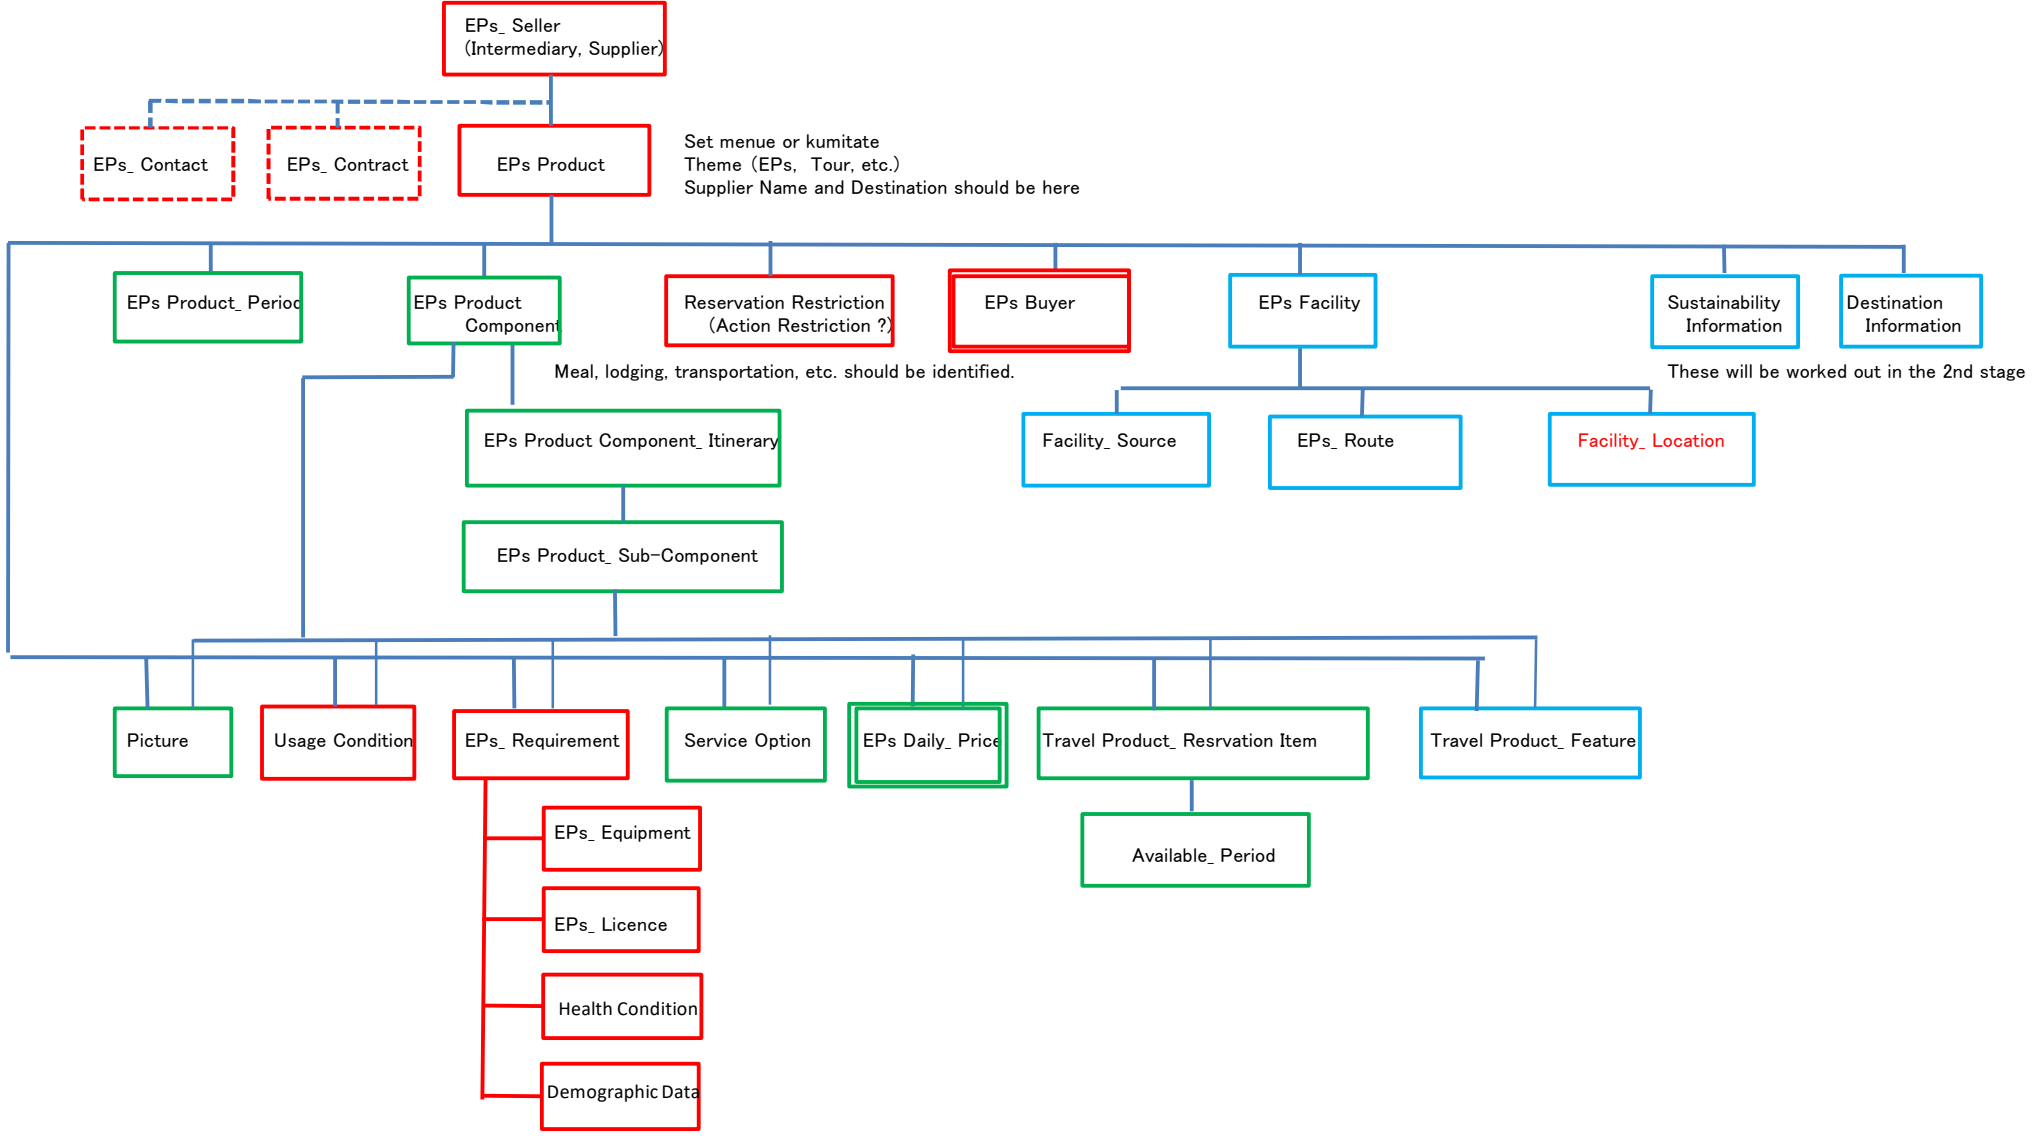 EPs_ Seller
(Intermediary, Supplier)
EPs_ Contact
EPs_ Contract
EPs Product
Set menue or kumitate
Theme (EPs,  Tour, etc.)
Supplier Name and Destination should be here
EPs Product_ Period
EPs Product
Component
Reservation Restriction
(Action Restriction ?)
EPs Buyer
EPs Facility
Sustainability
Information
Destination
Information
Meal, lodging, transportation, etc. should be identified.
These will be worked out in the 2nd stage
EPs Product Component_ Itinerary
Facility_ Source
EPs_ Route
Facility_ Location
EPs Product_ Sub-Component
Picture
Usage Condition
EPs_ Requirement
Service Option
EPs Daily_ Price
Travel Product_ Resrvation Item
Travel Product_ Feature
EPs_ Equipment
Available_ Period
EPs_ Licence
Health Condition
Demographic Data